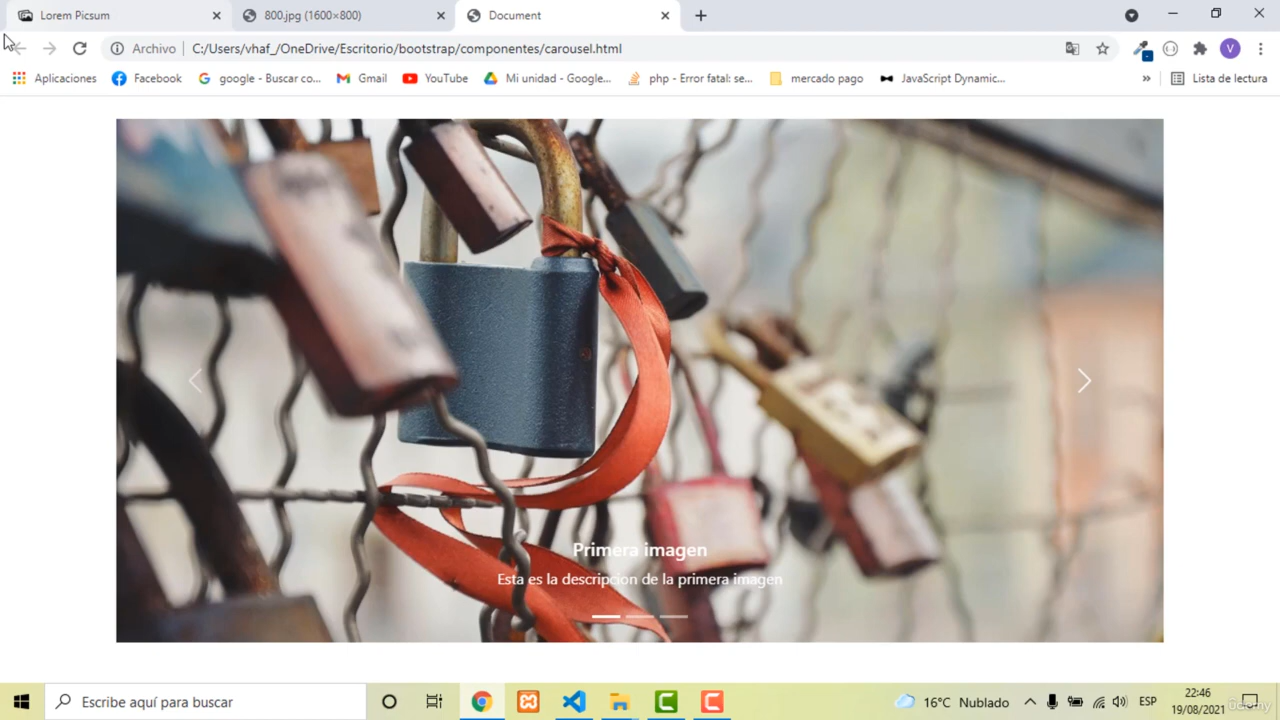 Lorem Picsum
800.jpg (1600×800)
Document
Archivo
C:/Users/vhaf_/OneDrive/Escritorio/bootstrap/componentes/carousel.html
V
Aplicaciones
Facebook
google - Buscar co...
Gmail
YouTube
Mi unidad - Google...
php - Error fatal: se...
mercado pago
JavaScript Dynamic...
»
Lista de lectura
Primera imagen
Esta es la descripcion de la primera imagen
Escribe aquí para buscar
16°C Nublado
ESP
22:46
19/08/2021
Udemy